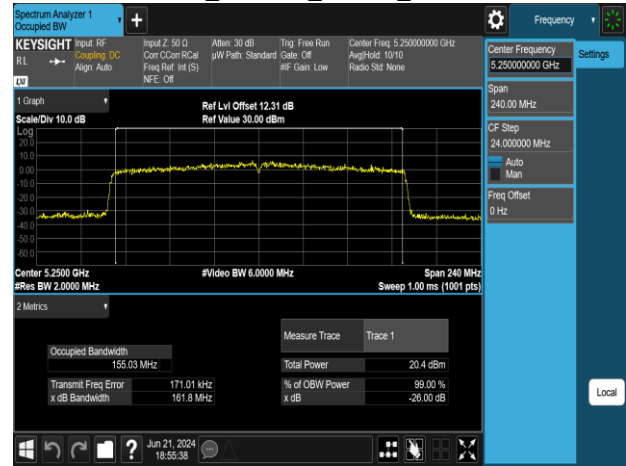 Spectrum Analyzer 1
Occupied BW
Frequency
KEYSIGHT
RL
LXI
Input: RF
Coupling: DC
Align: Auto
Input Z: 50 Ω
Corr CCorr RCal
Freq Ref: Int (S)
NFE: Off
Atten: 30 dB
µW Path: Standard
Trig: Free Run
Gate: Off
#IF Gain: Low
Center Freq: 5.250000000 GHz
Avg|Hold: 10/10
Radio Std: None
Center Frequency
5.250000000 GHz
Settings
Span
240.00 MHz
CF Step
24.000000 MHz
Auto
Man
Freq Offset
0 Hz
1 Graph
Scale/Div 10.0 dB
Ref Lvl Offset 12.31 dB
Ref Value 30.00 dBm
Log
20.0
10.0
0.00
-10.0
-20.0
-30.0
-40.0
-50.0
-60.0
Center 5.2500 GHz
#Video BW 6.0000 MHz
Span 240 MHz
#Res BW 2.0000 MHz
Sweep 1.00 ms (1001 pts)
2 Metrics
Measure Trace
Trace 1
Occupied Bandwidth
155.03 MHz
Total Power
20.4 dBm
Transmit Freq Error
171.01 kHz
% of OBW Power
99.00 %
x dB Bandwidth
161.8 MHz
x dB
-26.00 dB
Local
?
Jun 21, 2024
18:55:38